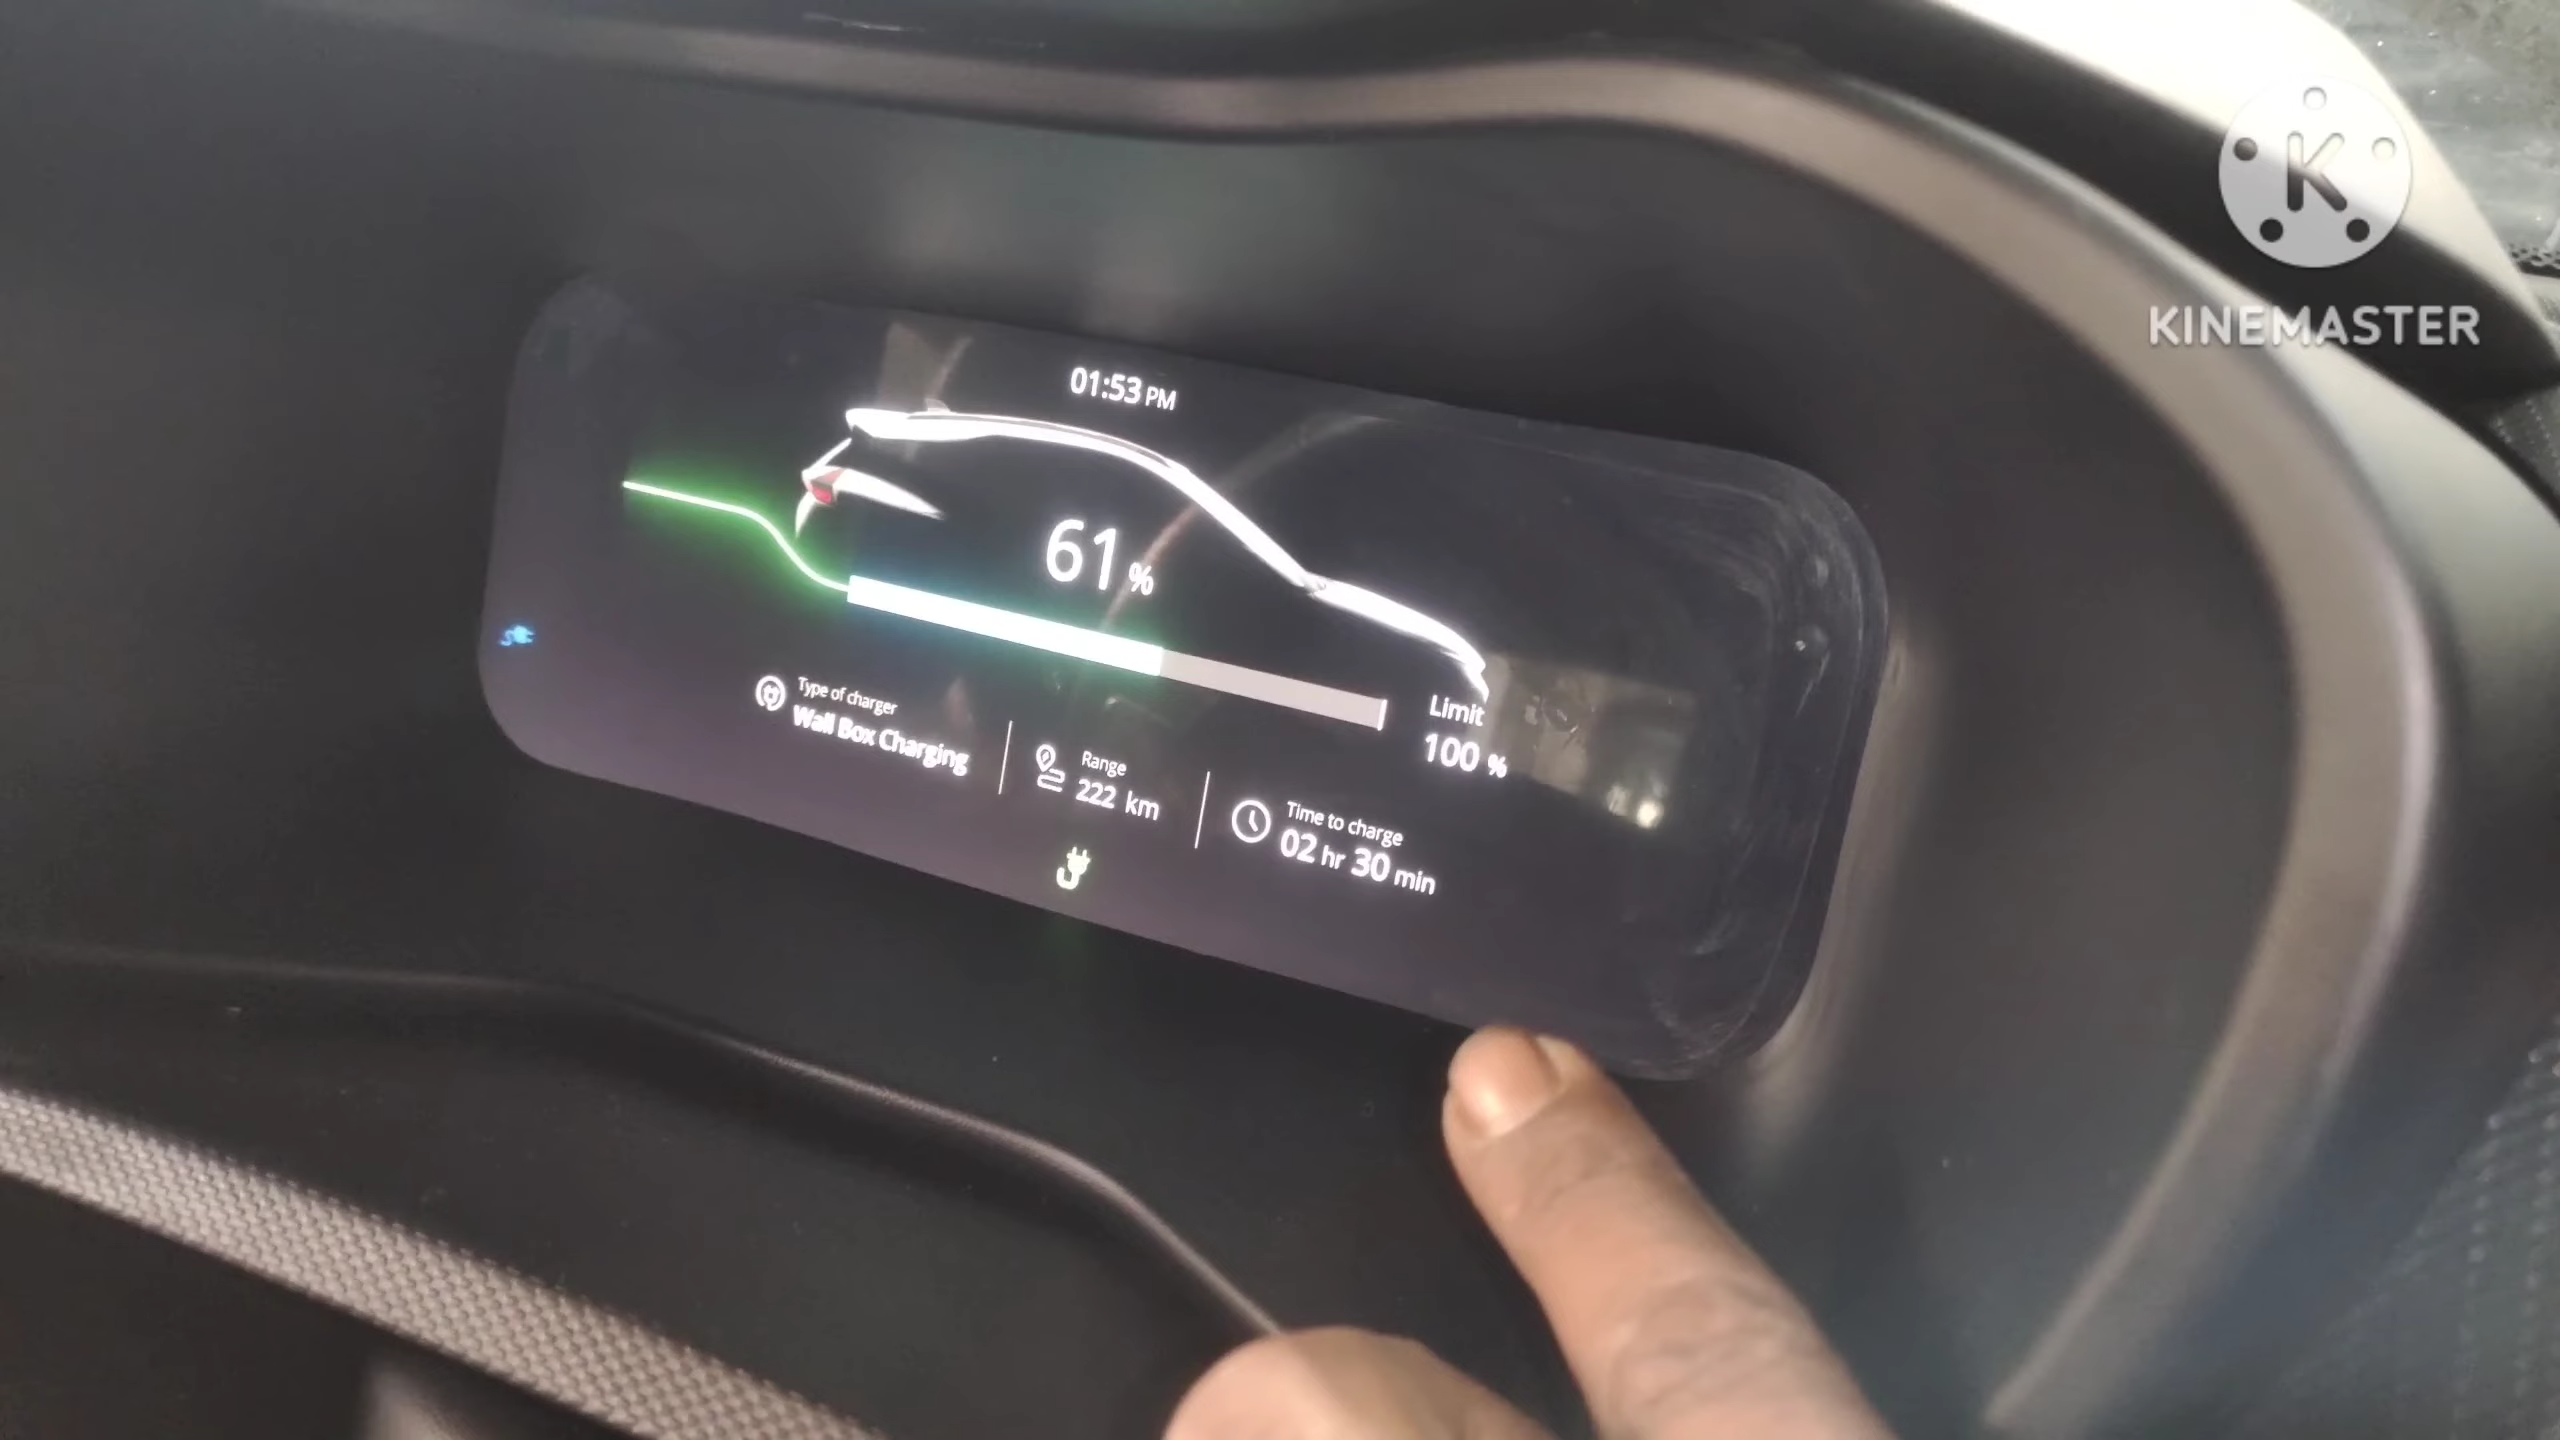 K
KINEMASTER
01:53 PM
61 %
Limit
100 %
Type of charger
Wall Box Charging
Range
222 km
Time to charge
02 hr 30 min